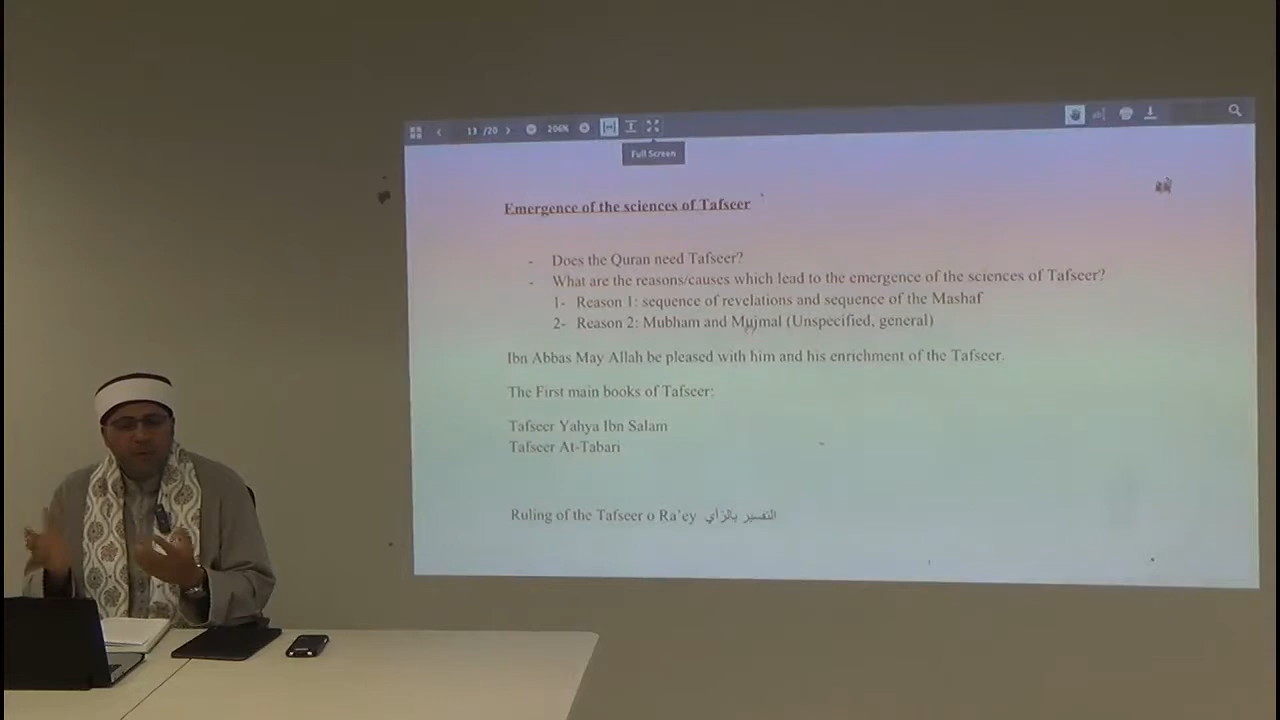 13 /20
206%
Full Screen
Emergence of the sciences of Tafseer
- Does the Quran need Tafseer?
- What are the reasons/causes which lead to the emergence of the sciences of Tafseer?
1- Reason 1: sequence of revelations and sequence of the Mashaf
2- Reason 2: Mubham and Mujmal (Unspecified, general)
Ibn Abbas May Allah be pleased with him and his enrichment of the Tafseer.
The First main books of Tafseer:
Tafseer Yahya Ibn Salam
Tafseer At-Tabari
Ruling of the Tafseer o Ra'ey التفسير بالرأي